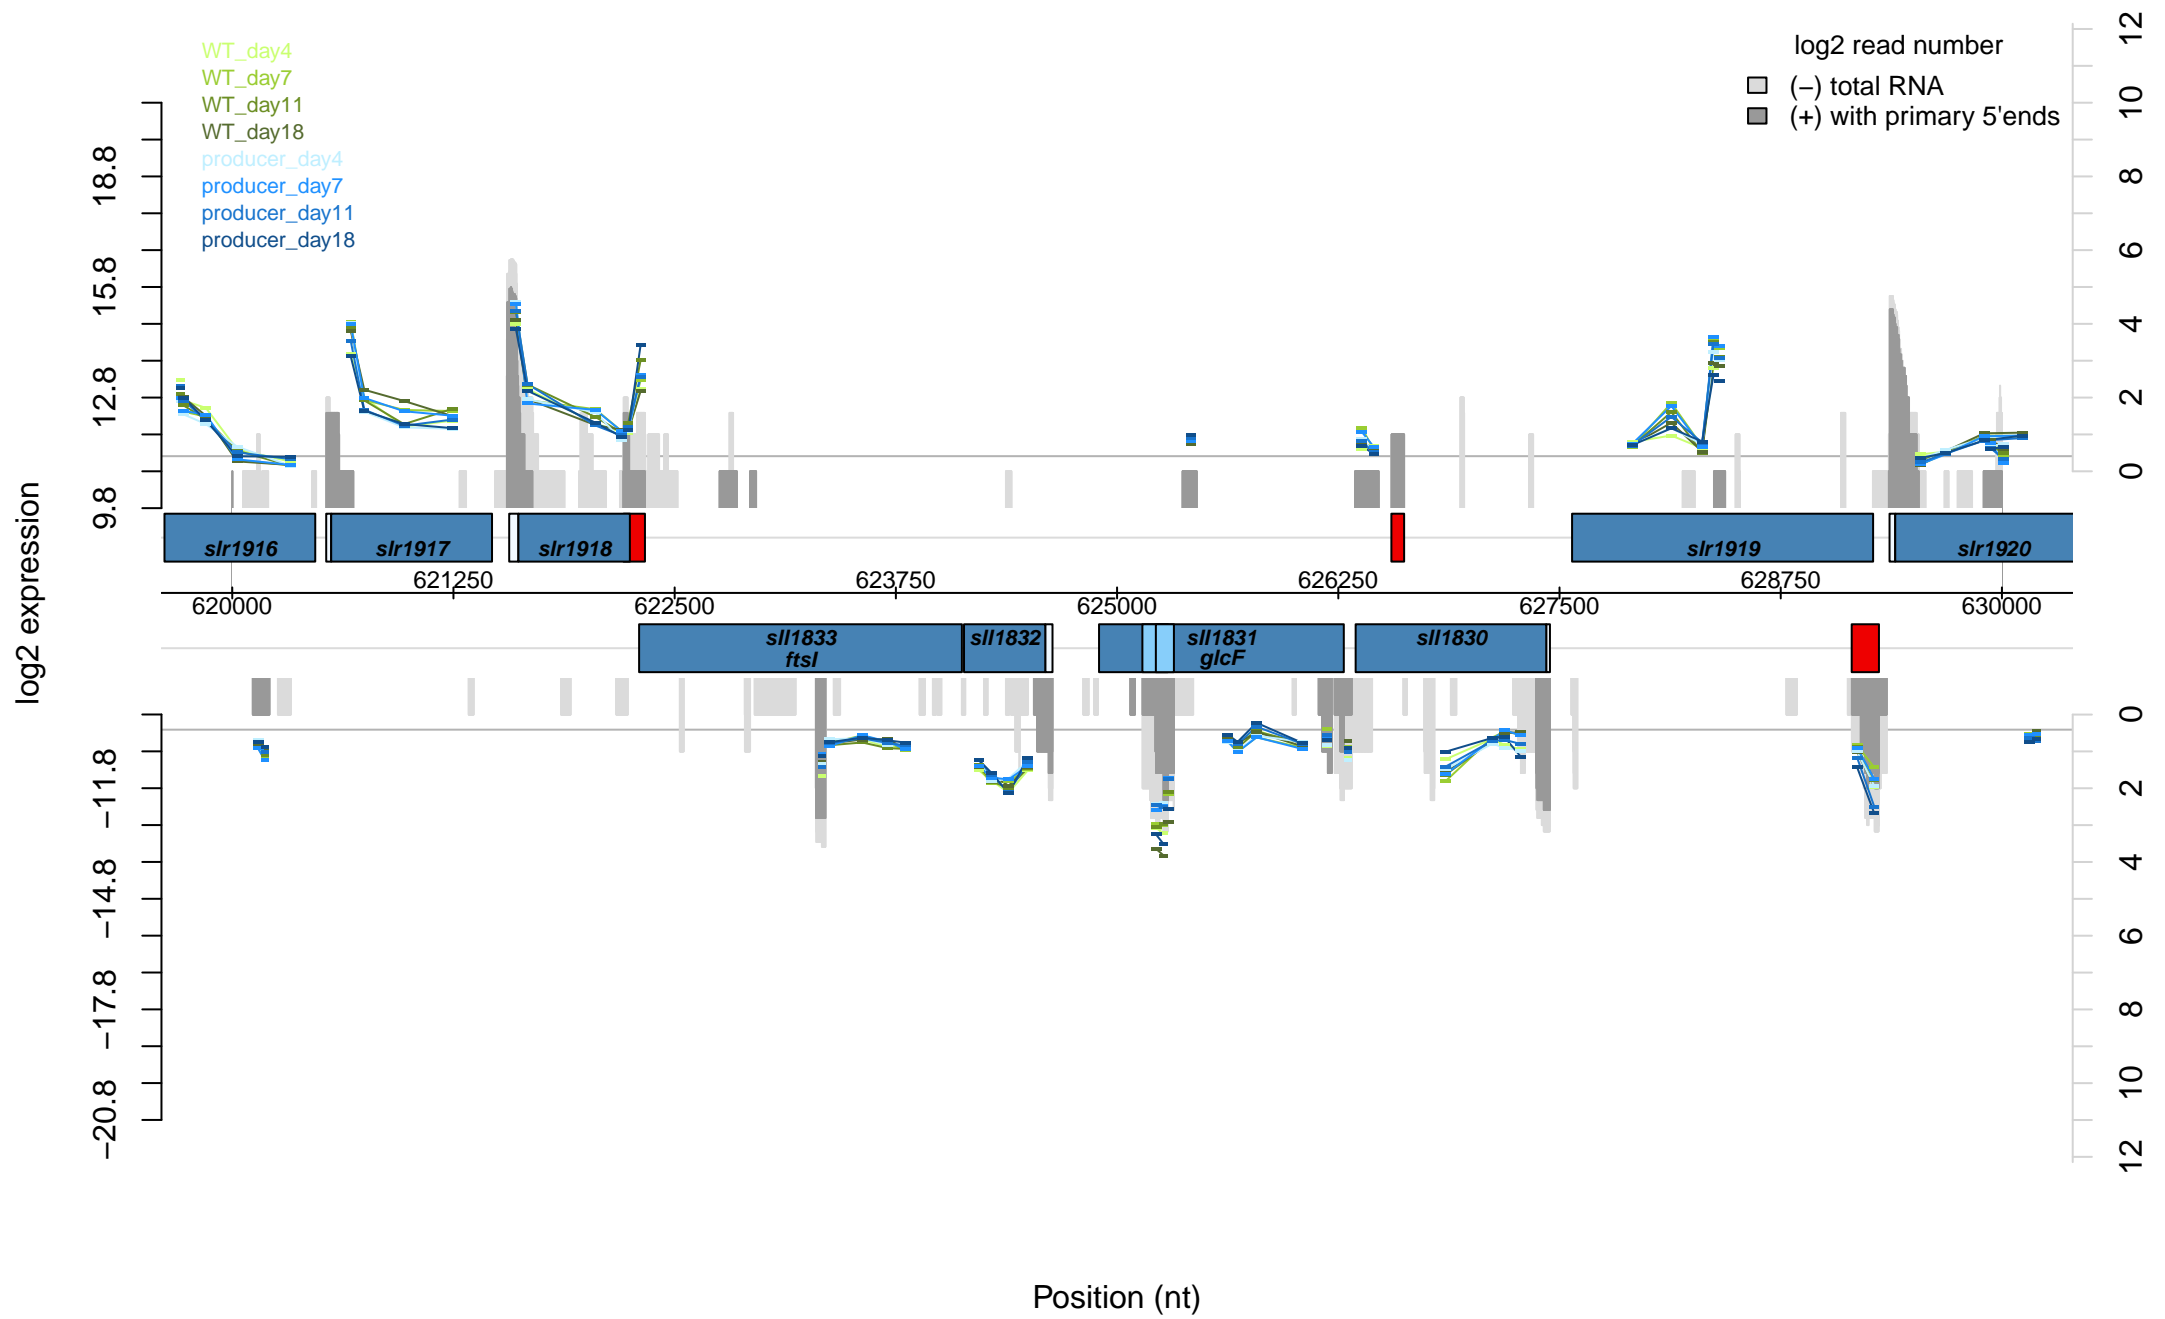 WT_day4
WT_day7
WT_day11
WT_day18
producer_day4
producer_day7
producer_day11
producer_day18
log2 read number
(−) total RNA
(+) with primary 5'ends
log2 expression
18.8
15.8
12.8
9.8
12
10
8
6
4
2
0
slr1916
slr1917
slr1918
slr1919
slr1920
621250
623750
626250
628750
620000
622500
625000
627500
630000
sll1833
ftsI
sll1832
sll1831
glcF
sll1830
−11.8
−14.8
−17.8
−20.8
0
2
4
6
8
10
12
Position (nt)